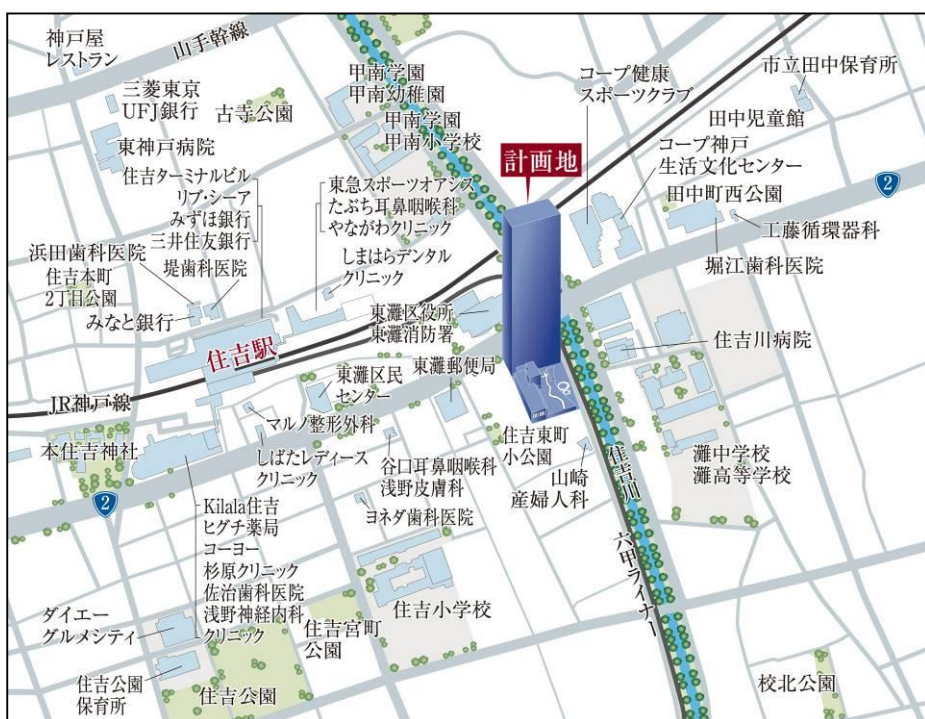 神戸屋
レストラン
山手幹線
三菱東京
UFJ銀行
古寺公園
東神戸病院
甲南学園
甲南幼稚園
甲南学園
甲南小学校
コープ健康
スポーツクラブ
市立田中保育所
田中児童館
コープ神戸
生活文化センター
田中町西公園
2
工藤循環器科
堀江歯科医院
計画地
住吉ターミナルビル
リブ・シーア
みずほ銀行
三井住友銀行
東急スポーツオアシス
たぶち耳鼻咽喉科
やながわクリニック
しまはらデンタル
クリニック
浜田歯科医院
堤歯科医院
住吉本町
2丁目公園
みなと銀行
住吉駅
東灘区役所
東灘消防署
住吉川病院
JR神戸線
東灘区民
センター
東灘郵便局
マルノ整形外科
本住吉神社
しばたレディース
クリニック
谷口耳鼻咽喉科
浅野皮膚科
住吉東町
小公園
山崎
産婦人科
住吉川
灘中学校
灘高等学校
2
Kilala住吉
ヒグチ薬局
コーヨー
杉原クリニック
佐治歯科医院
浅野神経内科
クリニック
ヨネダ歯科医院
六甲ライナー
ダイエー
グルメシティ
住吉宮町
公園
住吉小学校
住吉公園
保育所
住吉公園
校北公園